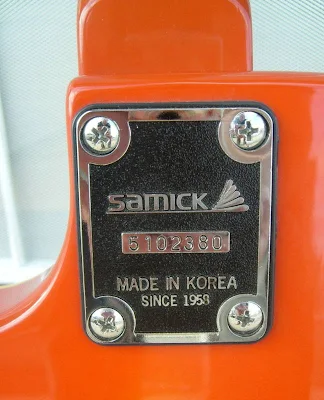 samick
5102380
MADE IN KOREA
SINCE 1958